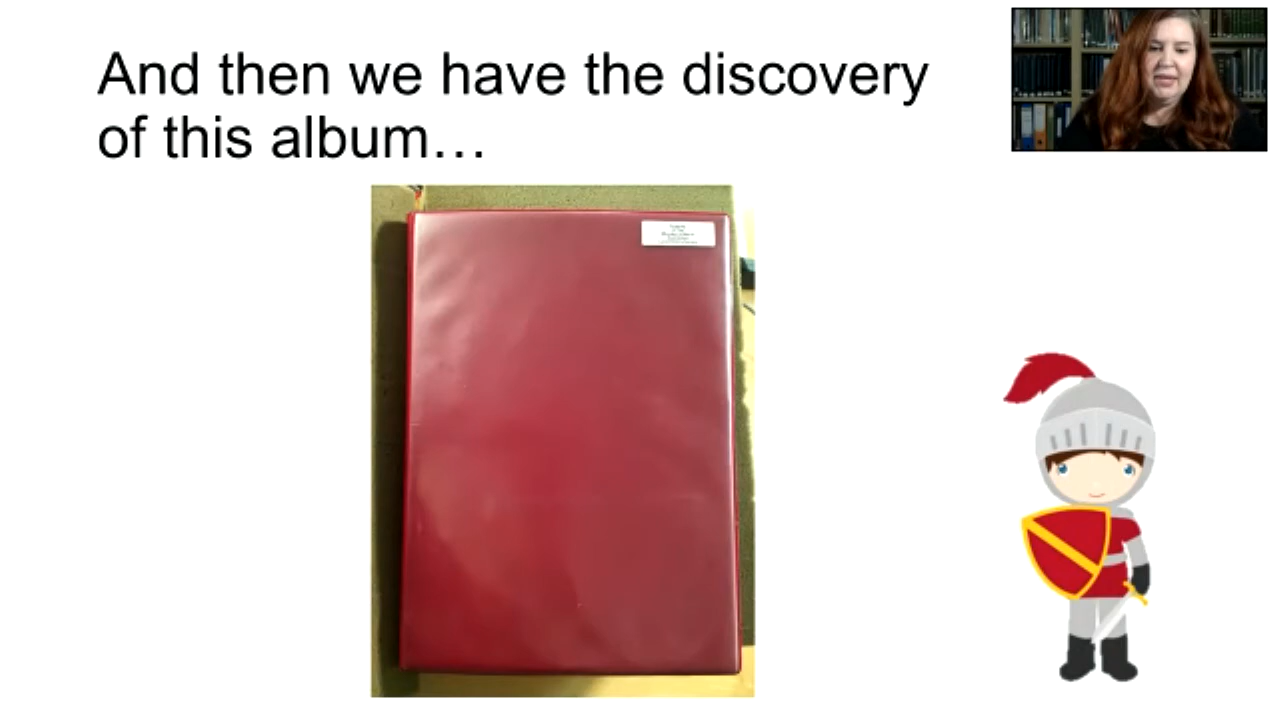 And then we have the discovery
of this album…